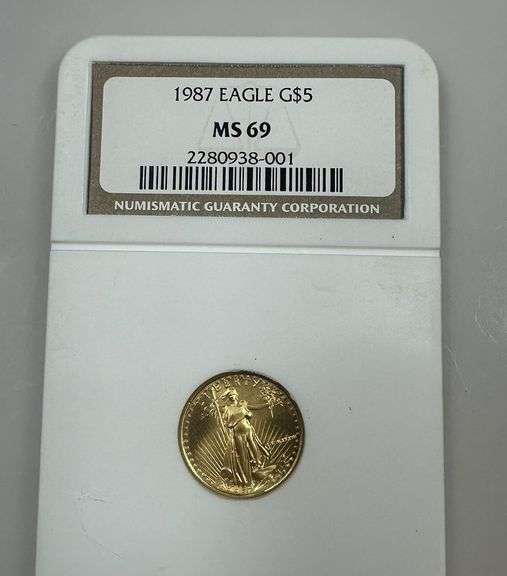 1987 EAGLE G$5
MS 69
2280938-001
NUMISMATIC GUARANTY CORPORATION
LIBERTY